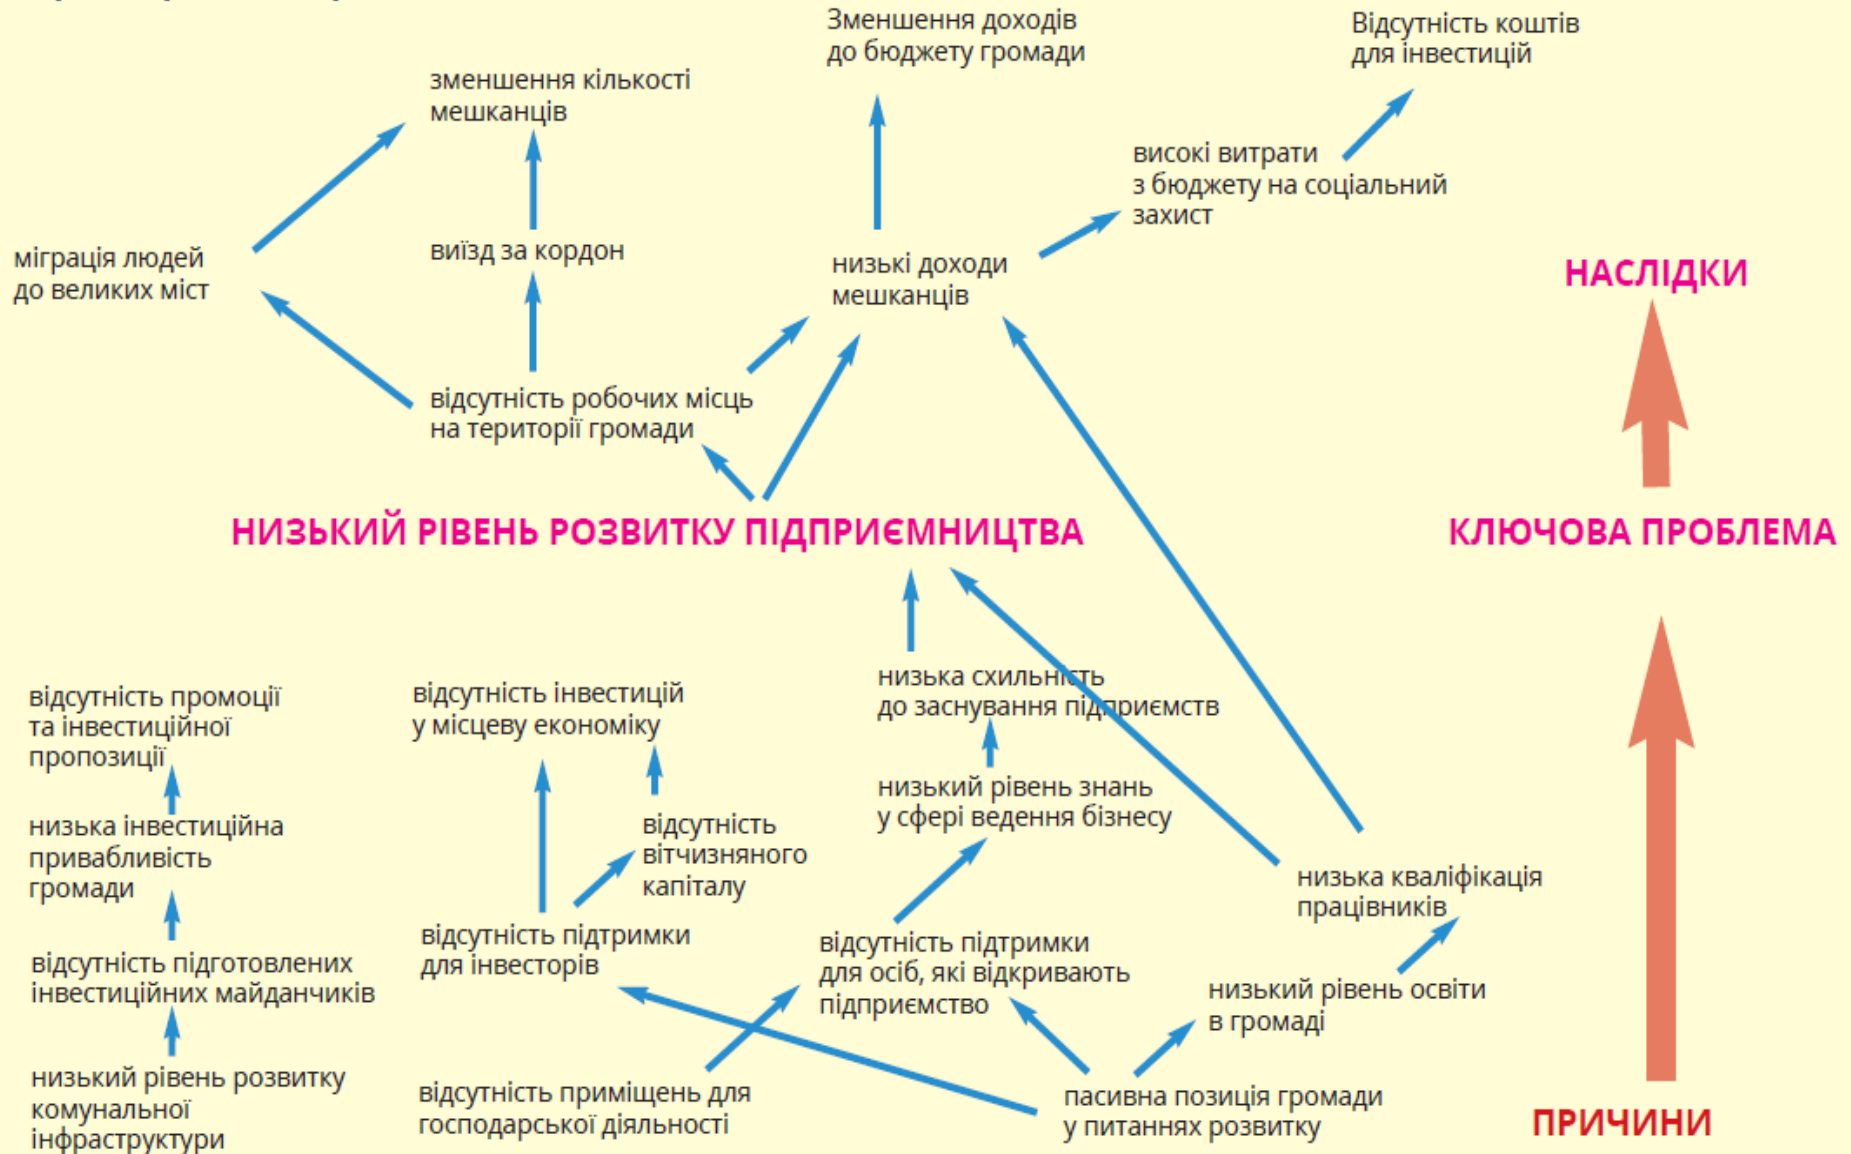 Зменшення доходів
до бюджету громади
Відсутність коштів
для інвестицій
зменшення кількості
мешканців
високі витрати
з бюджету на соціальний
захист
міграція людей
до великих міст
виїзд за кордон
низькі доходи
мешканців
НАСЛІДКИ
відсутність робочих місць
на території громади
НИЗЬКИЙ РІВЕНЬ РОЗВИТКУ ПІДПРИЄМНИЦТВА
КЛЮЧОВА ПРОБЛЕМА
відсутність промоції
та інвестиційної
пропозиції
відсутність інвестицій
у місцеву економіку
низька схильність
до заснування підприємств
низький рівень знань
у сфері ведення бізнесу
низька інвестиційна
привабливість
громади
відсутність
вітчизняного
капіталу
низька кваліфікація
працівників
відсутність підготовлених
інвестиційних майданчиків
відсутність підтримки
для інвесторів
відсутність підтримки
для осіб, які відкривають
підприємство
низький рівень освіти
в громаді
низький рівень розвитку
комунальної
інфраструктури
відсутність приміщень для
господарської діяльності
пасивна позиція громади
у питаннях розвитку
ПРИЧИНИ